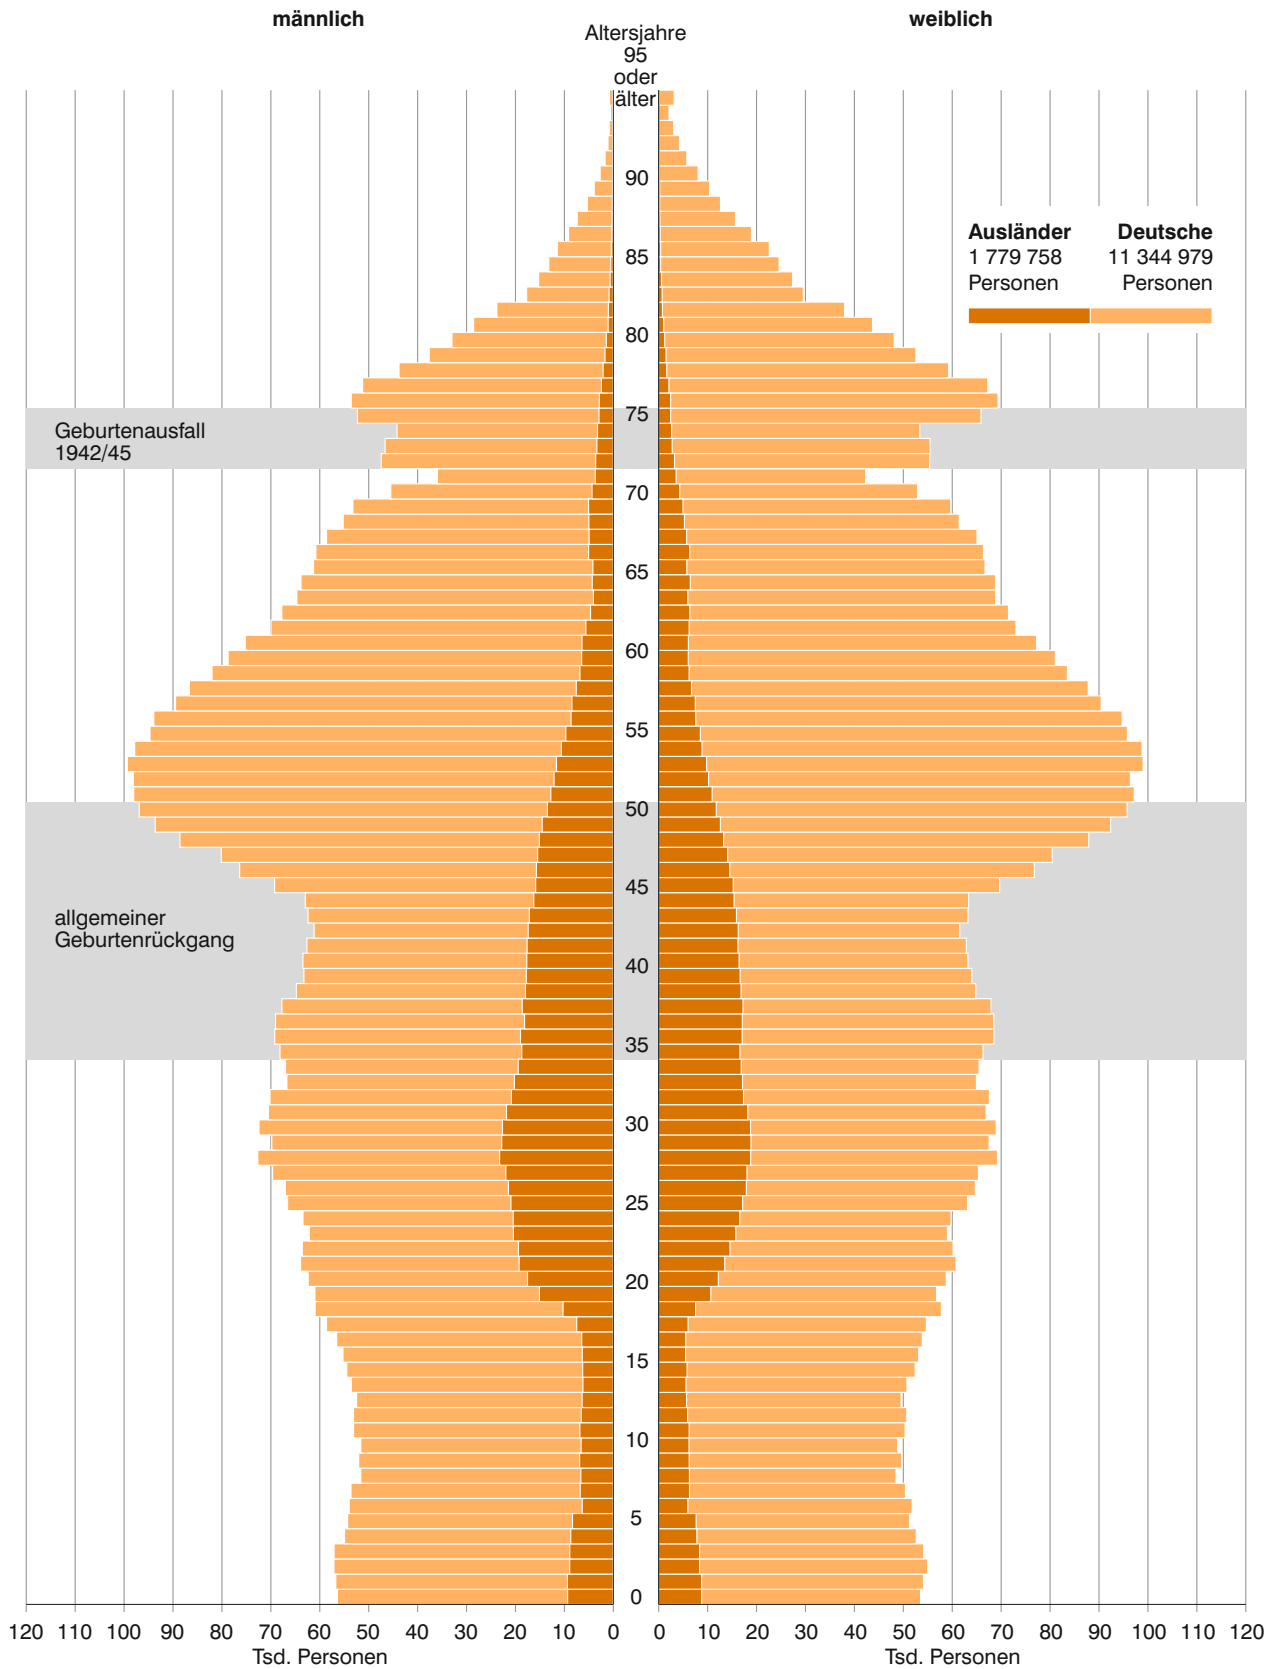 männlich
weiblich
Altersjahre
95
oder
älter
90
Ausländer Deutsche
1 779 758 11 344 979
Personen Personen
85
80
75
Geburtenausfall
1942/45
70
65
60
55
50
45
allgemeiner
Geburtenrückgang
40
35
30
25
20
15
10
5
0
120 110 100 90 80 70 60 50 40 30 20 10 0 0 10 20 30 40 50 60 70 80 90 100 110 120
Tsd. Personen Tsd. Personen